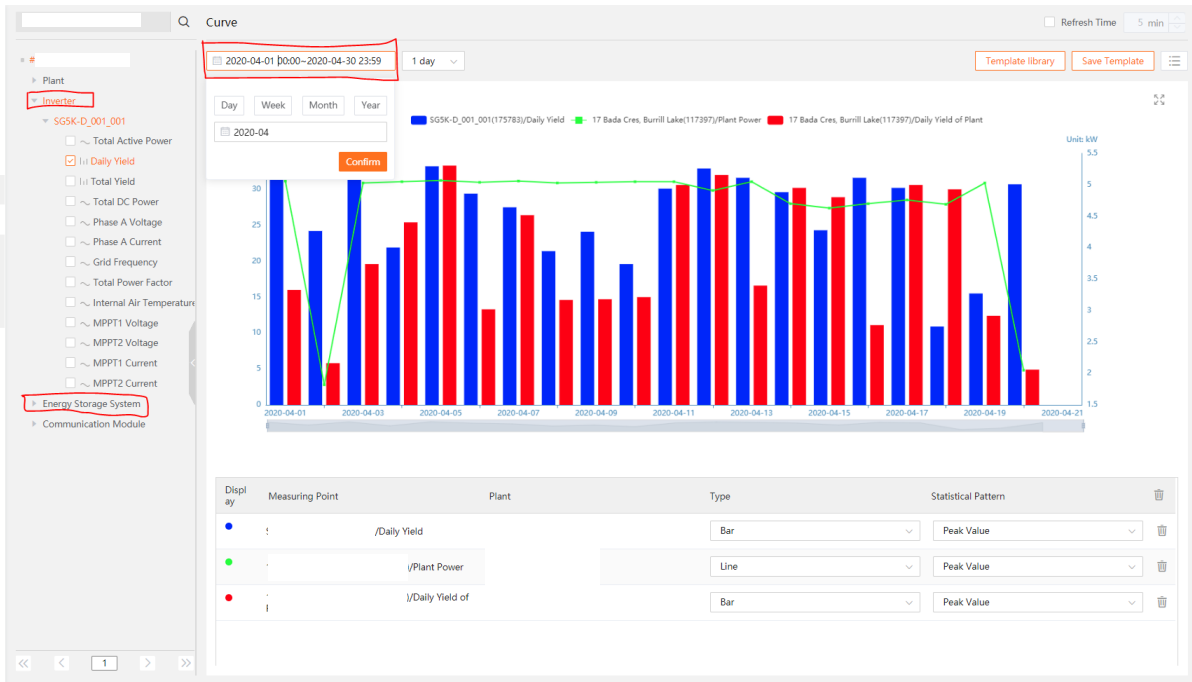 Curve
Refresh Time
5 min
#
Plant
Inverter
SG5K-D_001_001
Total Active Power
Daily Yield
Total Yield
Total DC Power
Phase A Voltage
Phase A Current
Grid Frequency
Total Power Factor
Internal Air Temperature
MPPT1 Voltage
MPPT2 Voltage
MPPT1 Current
MPPT2 Current
Energy Storage System
Communication Module
1
2020-04-01 00:00~2020-04-30 23:59
1 day
Template library
Save Template
Day Week Month Year
2020-04
Confirm
SG5K-D_001_001(175783)/Daily Yield
17 Bada Cres, Burrill Lake(117397)/Plant Power
17 Bada Cres, Burrill Lake(117397)/Daily Yield of Plant
Unit: kW
30
25
20
15
10
5
0
5.5
5
4.5
4
3.5
3
2.5
2
1.5
2020-04-01 2020-04-03 2020-04-05 2020-04-07 2020-04-09 2020-04-11 2020-04-13 2020-04-15 2020-04-17 2020-04-19 2020-04-21
Displ
ay
Measuring Point
Plant
Type
Statistical Pattern
/Daily Yield
Bar
Peak Value
)/Plant Power
Line
Peak Value
)/Daily Yield of
Bar
Peak Value